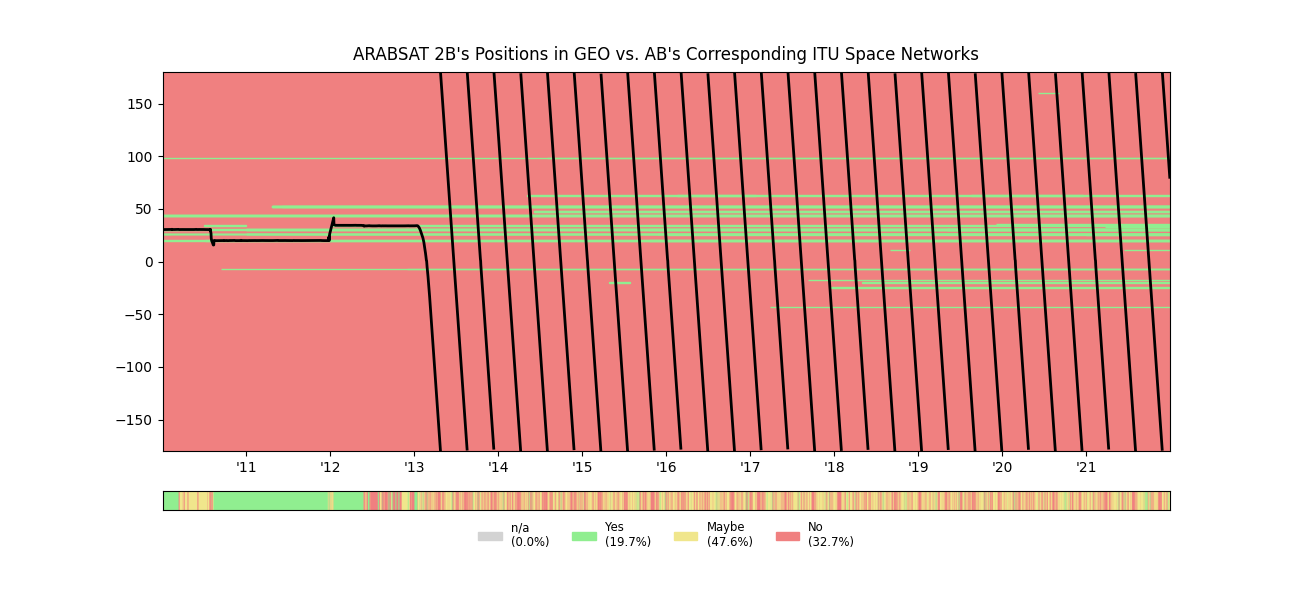 ARABSAT 2B's Positions in GEO vs. AB's Corresponding ITU Space Networks
150
100
50
0
−50
−100
−150
'11 '12 '13 '14 '15 '16 '17 '18 '19 '20 '21
n/a Yes Maybe No
(0.0%) (19.7%) (47.6%) (32.7%)